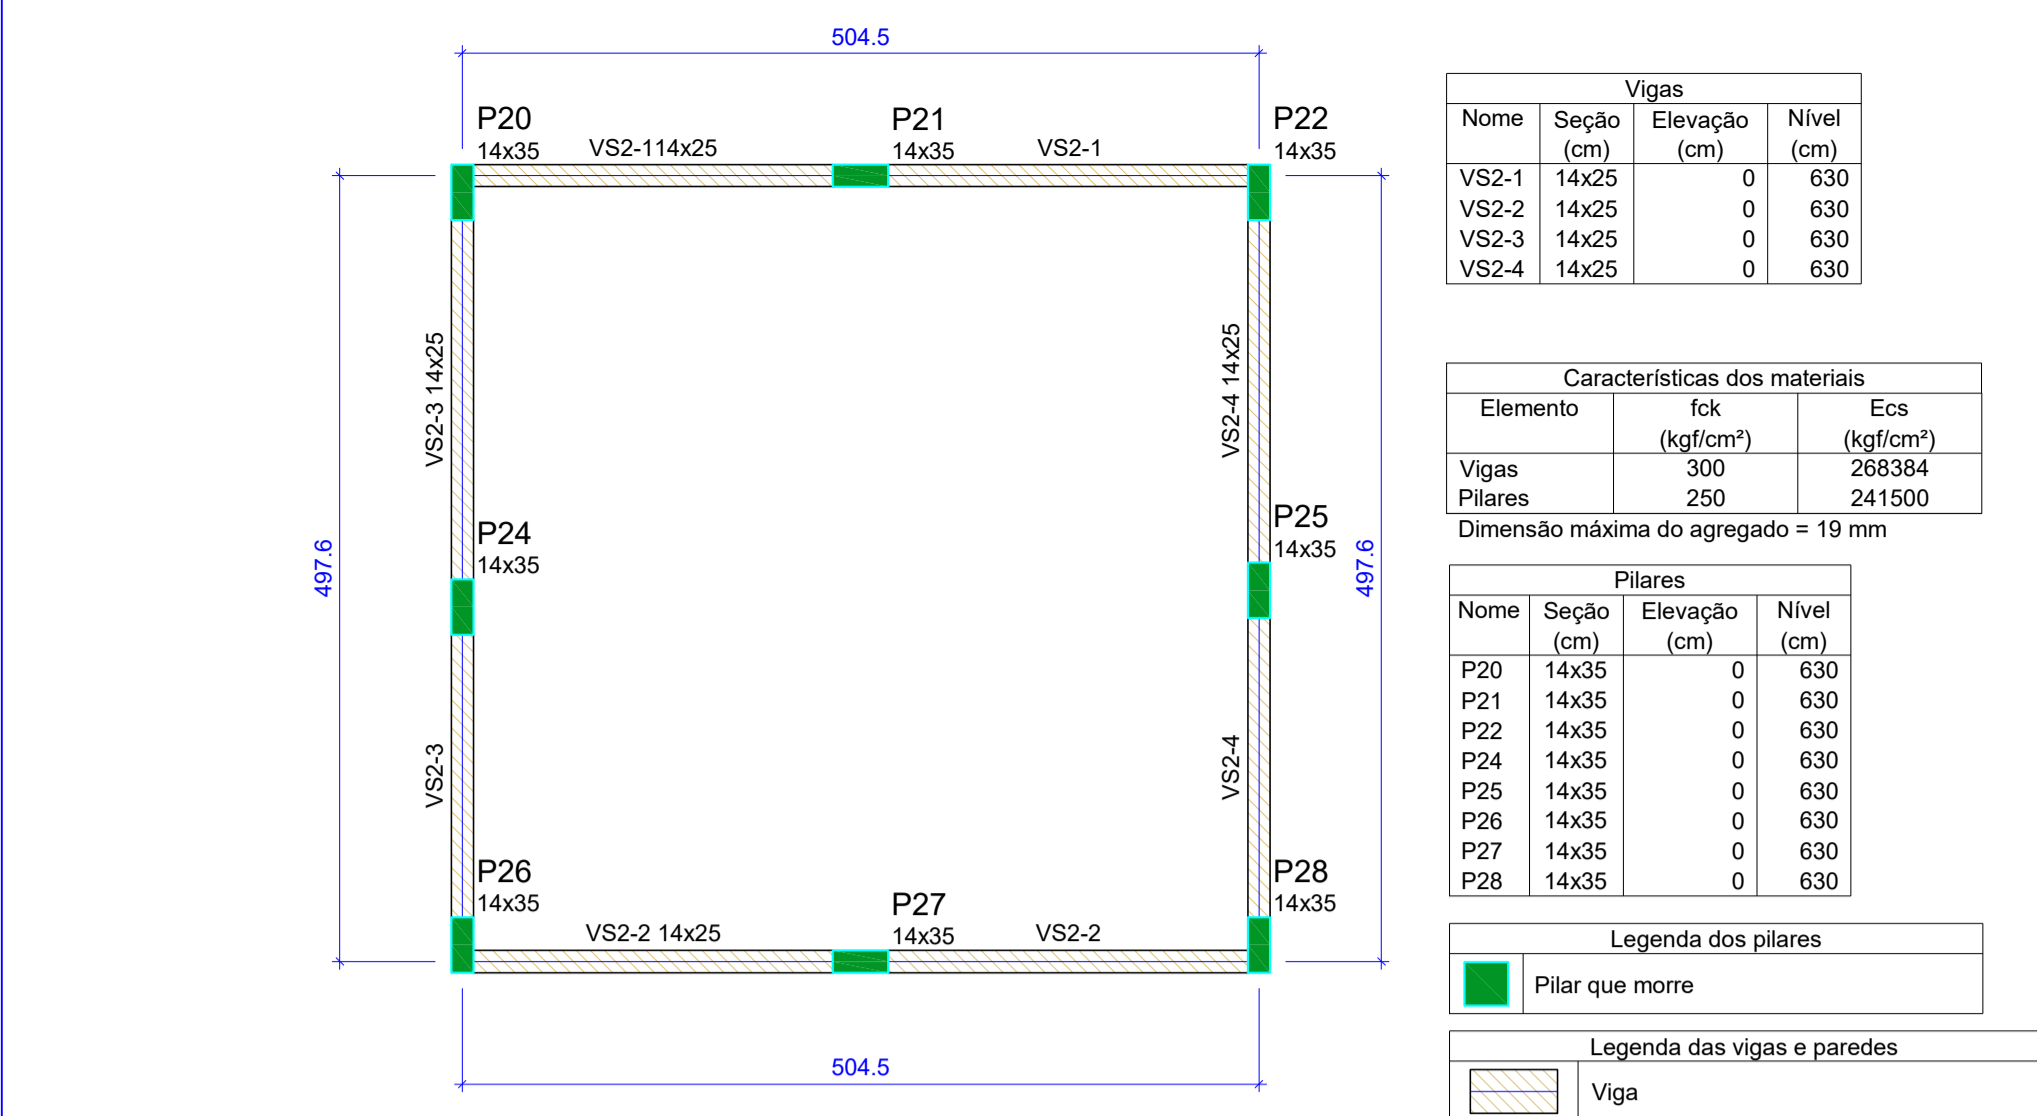 504.5
P20
14x35
VS2-114x25
P21
14x35
VS2-1
P22
14x35
VS2-3 14x25
VS2-4 14x25
497.6
P24
14x35
P25
14x35
497.6
VS2-3
VS2-4
P26
14x35
VS2-2 14x25
P27
14x35
VS2-2
P28
14x35
504.5
Vigas
Nome Seção Elevação Nível
(cm) (cm) (cm)
VS2-1 14x25 0 630
VS2-2 14x25 0 630
VS2-3 14x25 0 630
VS2-4 14x25 0 630
Características dos materiais
Elemento fck Ecs
(kgf/cm²) (kgf/cm²)
Vigas 300 268384
Pilares 250 241500
Dimensão máxima do agregado = 19 mm
Pilares
Nome Seção Elevação Nível
(cm) (cm) (cm)
P20 14x35 0 630
P21 14x35 0 630
P22 14x35 0 630
P24 14x35 0 630
P25 14x35 0 630
P26 14x35 0 630
P27 14x35 0 630
P28 14x35 0 630
Legenda dos pilares
Pilar que morre
Legenda das vigas e paredes
Viga